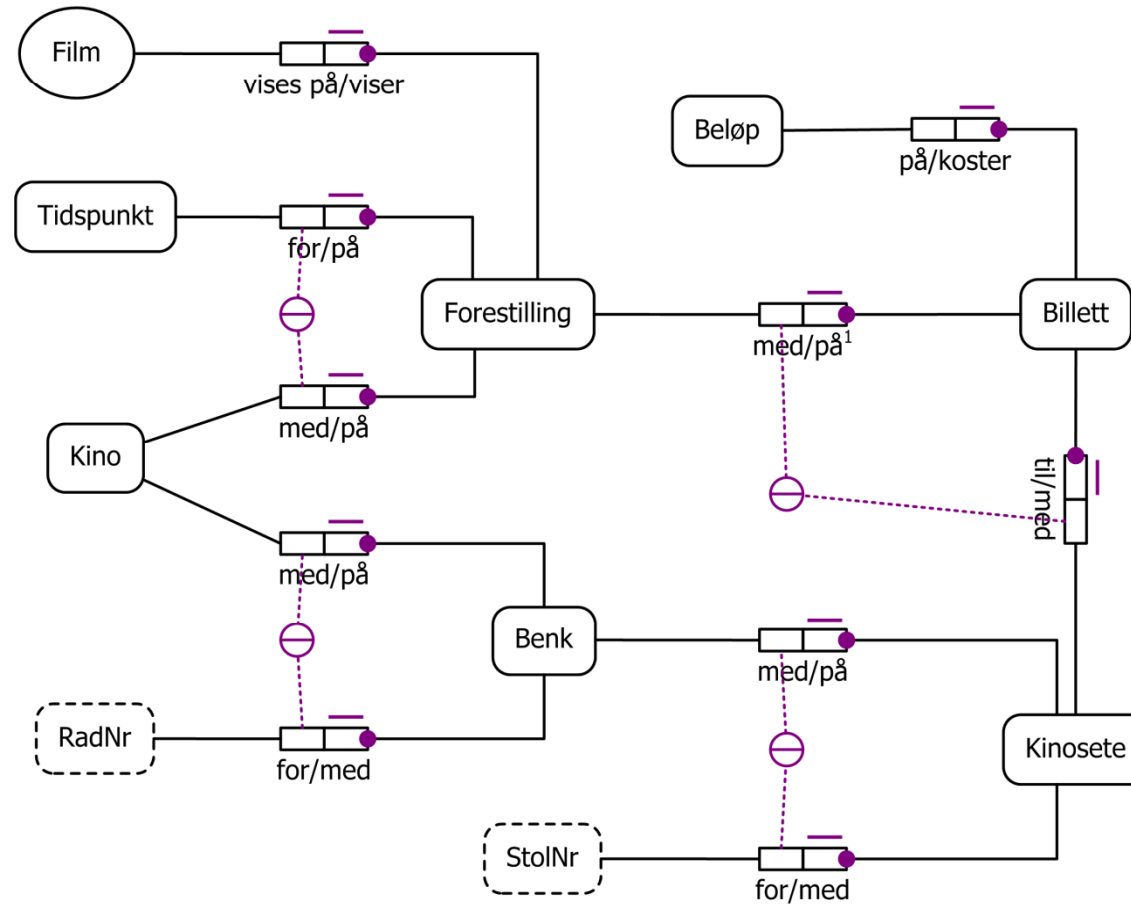 Film
vises på/viser
Beløp
på/koster
Tidspunkt
for/på
Forestilling
med/på¹
Billett
med/på
Kino
til/med
med/på
Benk
med/på
RadNr
for/med
Kinosete
StolNr
for/med